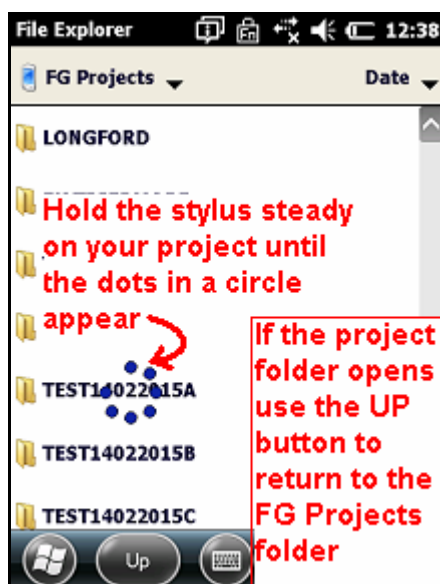 File Explorer 12:38
FG Projects Date
LONGFORD
Hold the stylus steady
on your project until
the dots in a circle
appear
If the project
folder opens
use the UP
button to
return to the
FG Projects
folder
TEST14022015A
TEST14022015B
TEST14022015C
Up